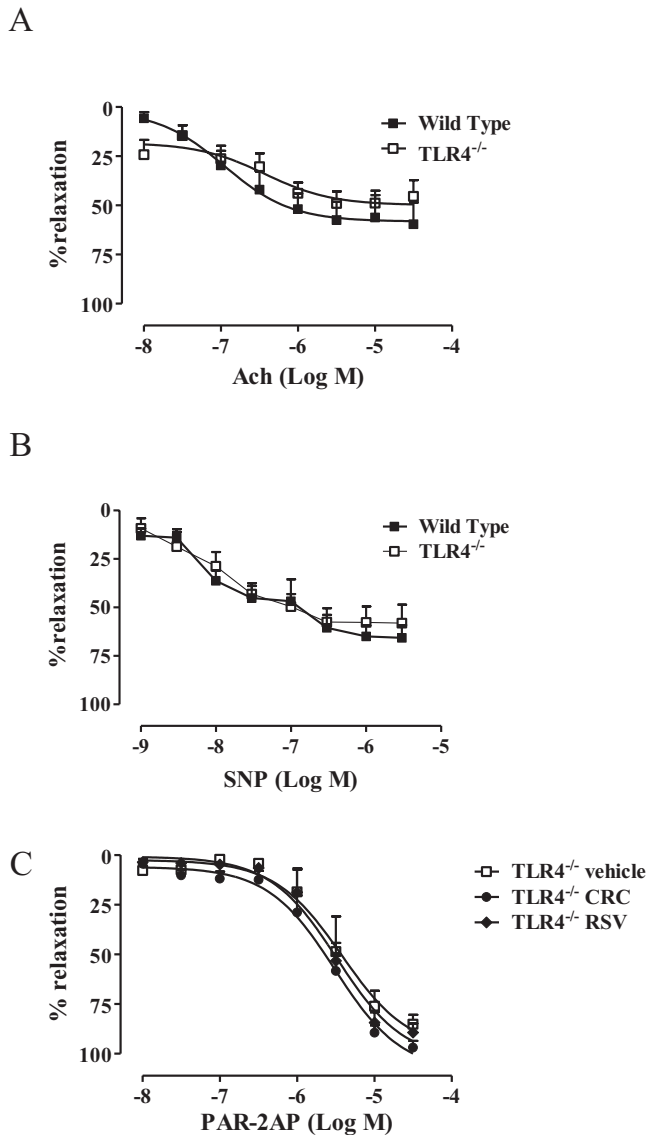 A
0
25
50
75
100
%relaxation
Wild Type
TLR4-/-
-8 -7 -6 -5 -4
Ach (Log M)
B
0
25
50
75
100
%relaxation
Wild Type
TLR4-/-
-9 -8 -7 -6 -5
SNP (Log M)
C
0
25
50
75
100
% relaxation
TLR4-/- vehicle
TLR4-/- CRC
TLR4-/- RSV
-8 -7 -6 -5 -4
PAR-2AP (Log M)